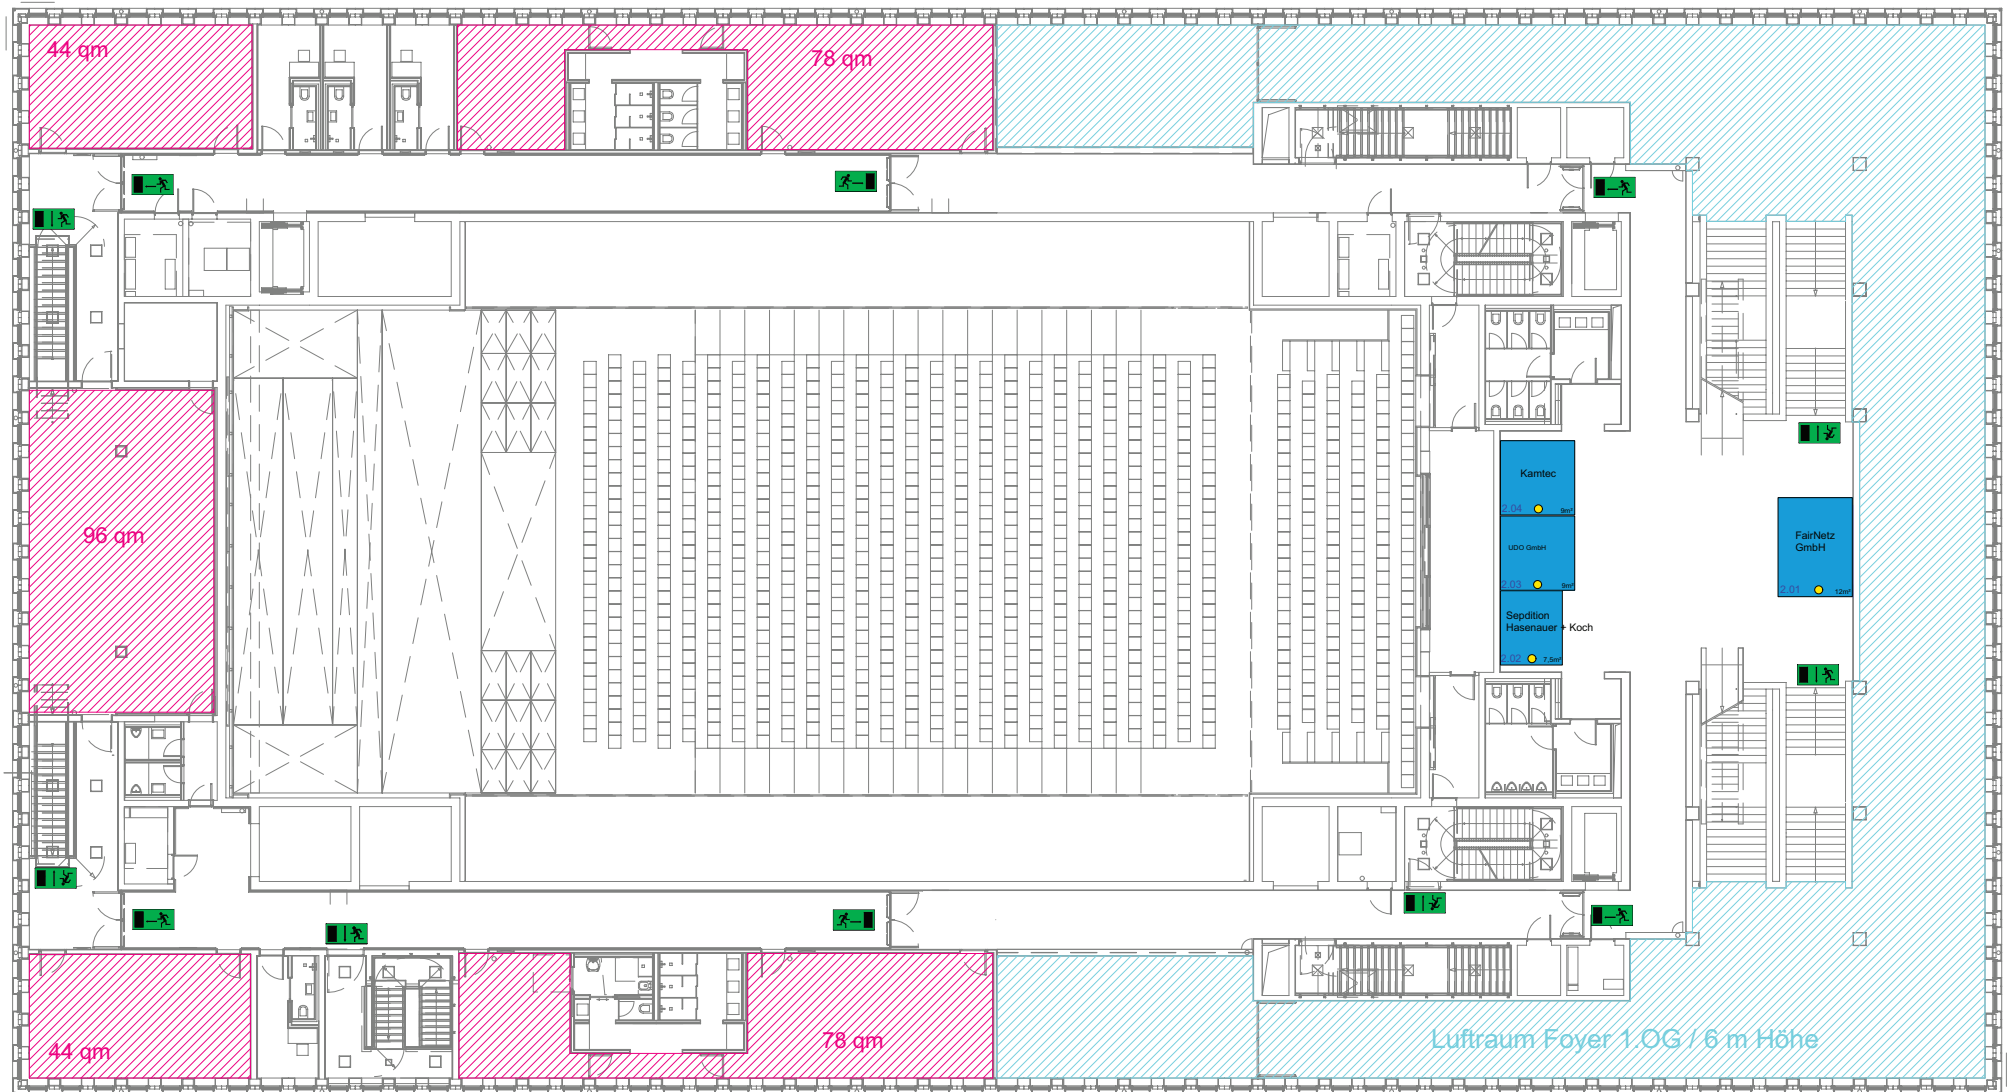 44 qm
78 qm
96 qm
Kamtec
2.04 9m²
UDO GmbH
2.03 9m²
Sepdition
Hasenauer + Koch
2.02 7,5m²
FairNetz
GmbH
2.01 12m²
44 qm
78 qm
Luftraum Foyer 1.OG / 6 m Höhe